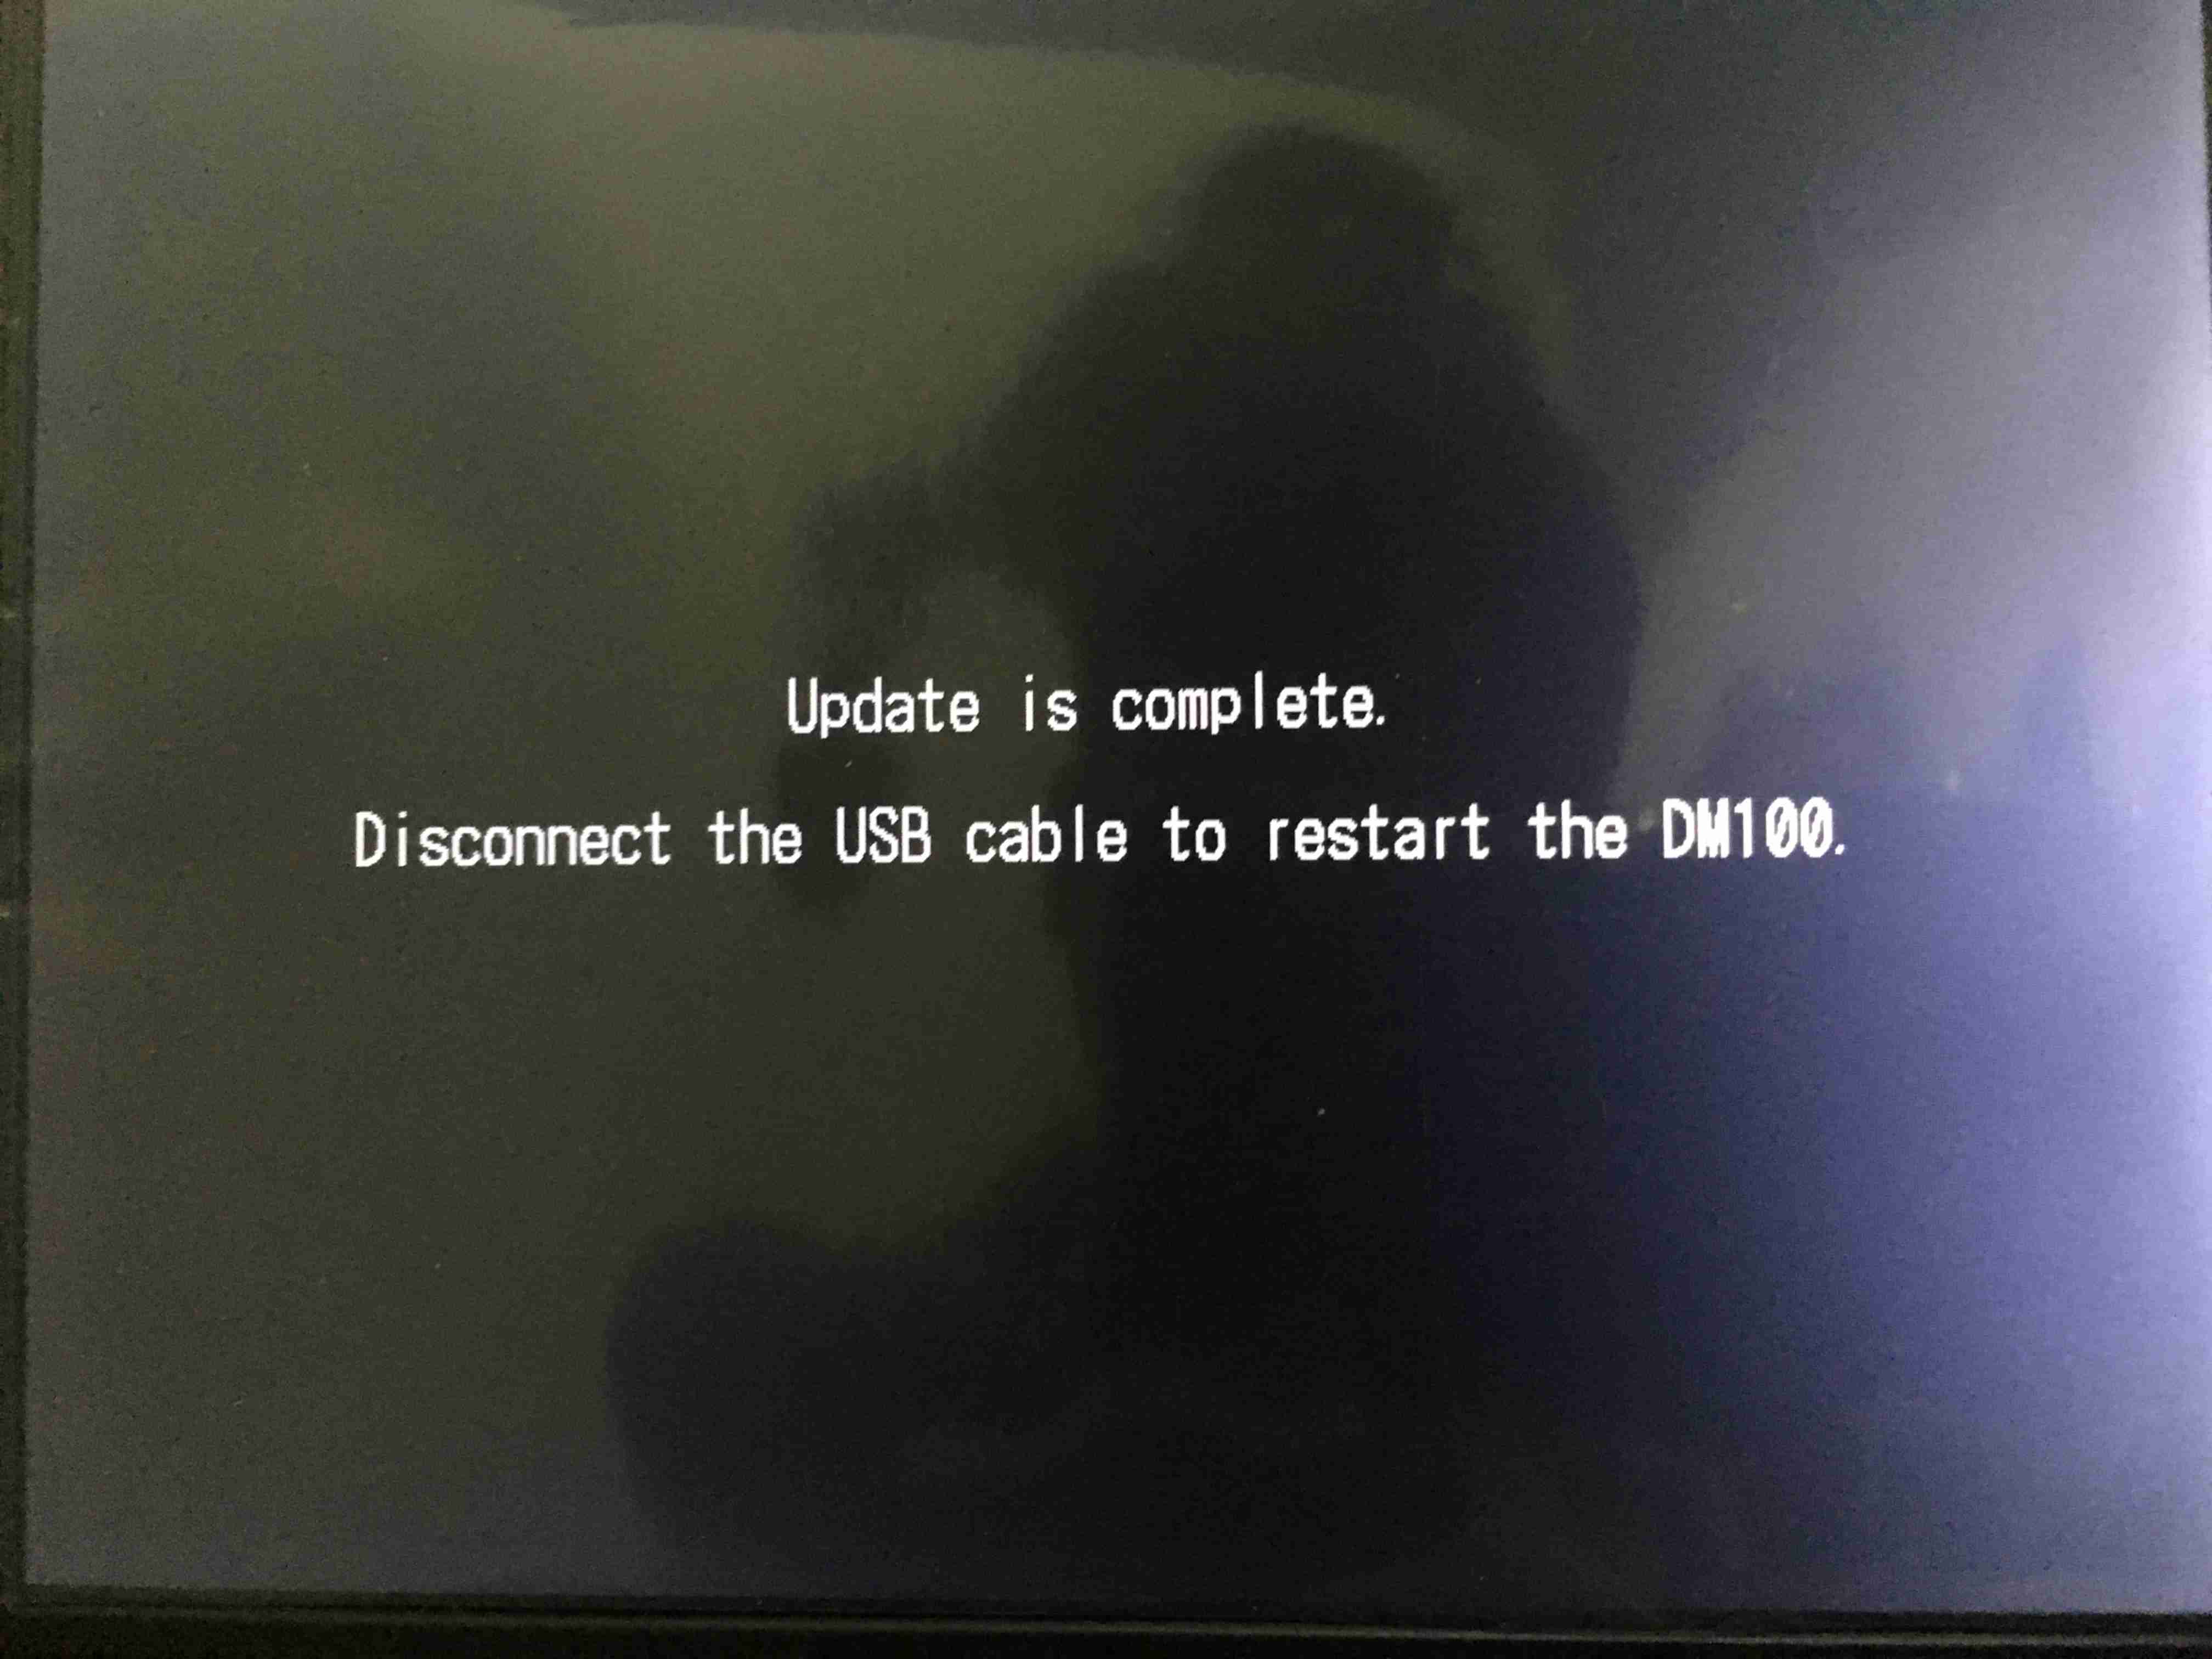 Update is complete.
Disconnect the USB cable to restart the DM100.